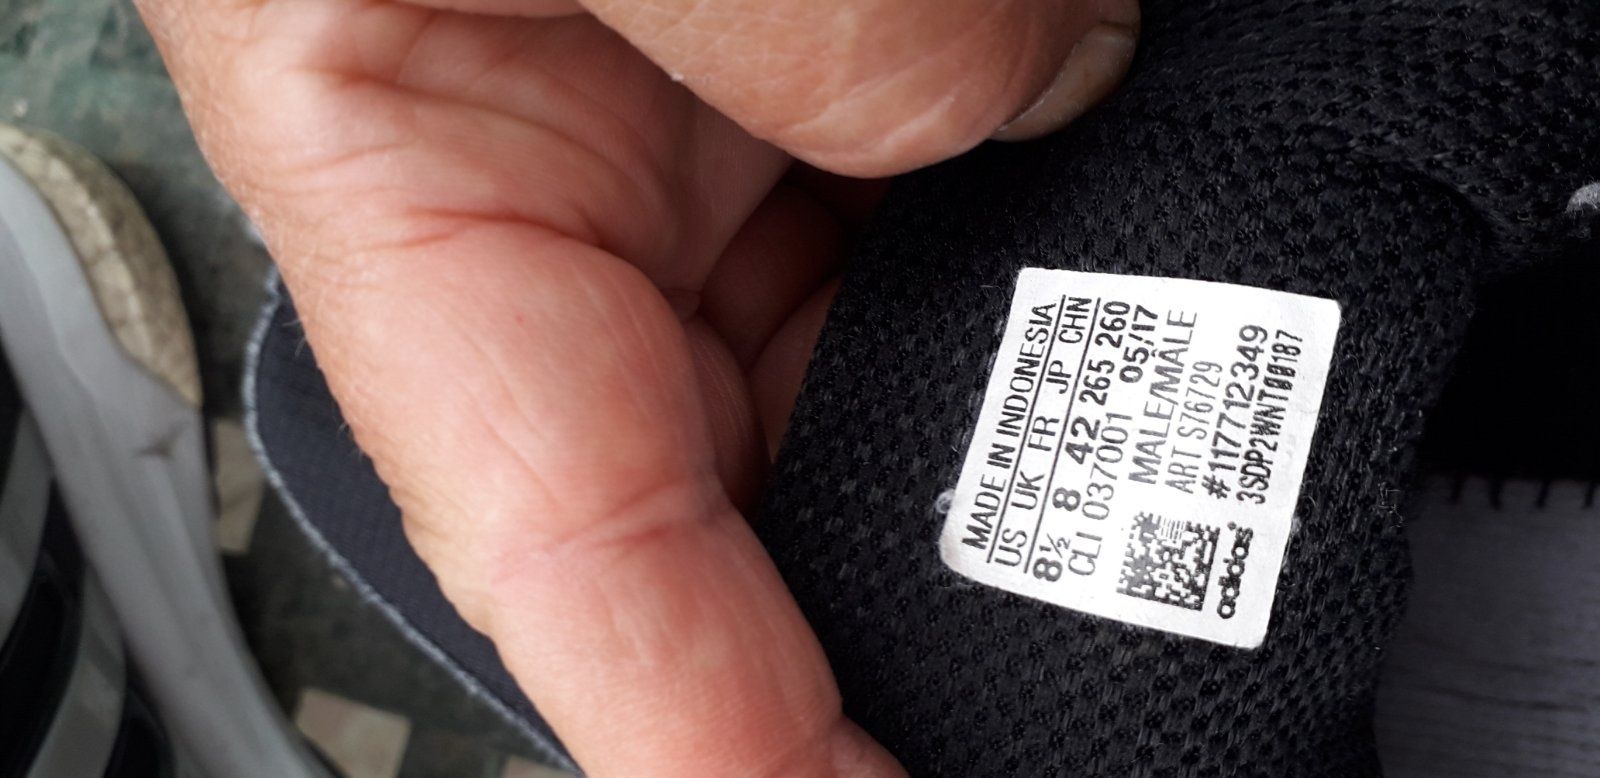 MADE IN INDONESIA
US UK FR JP CHN
8½ 8 42 265 260
CLI 037001 05/17
MALE/MÂLE
ART S76729
#1177712349
3SDP2WNT00187
adidas